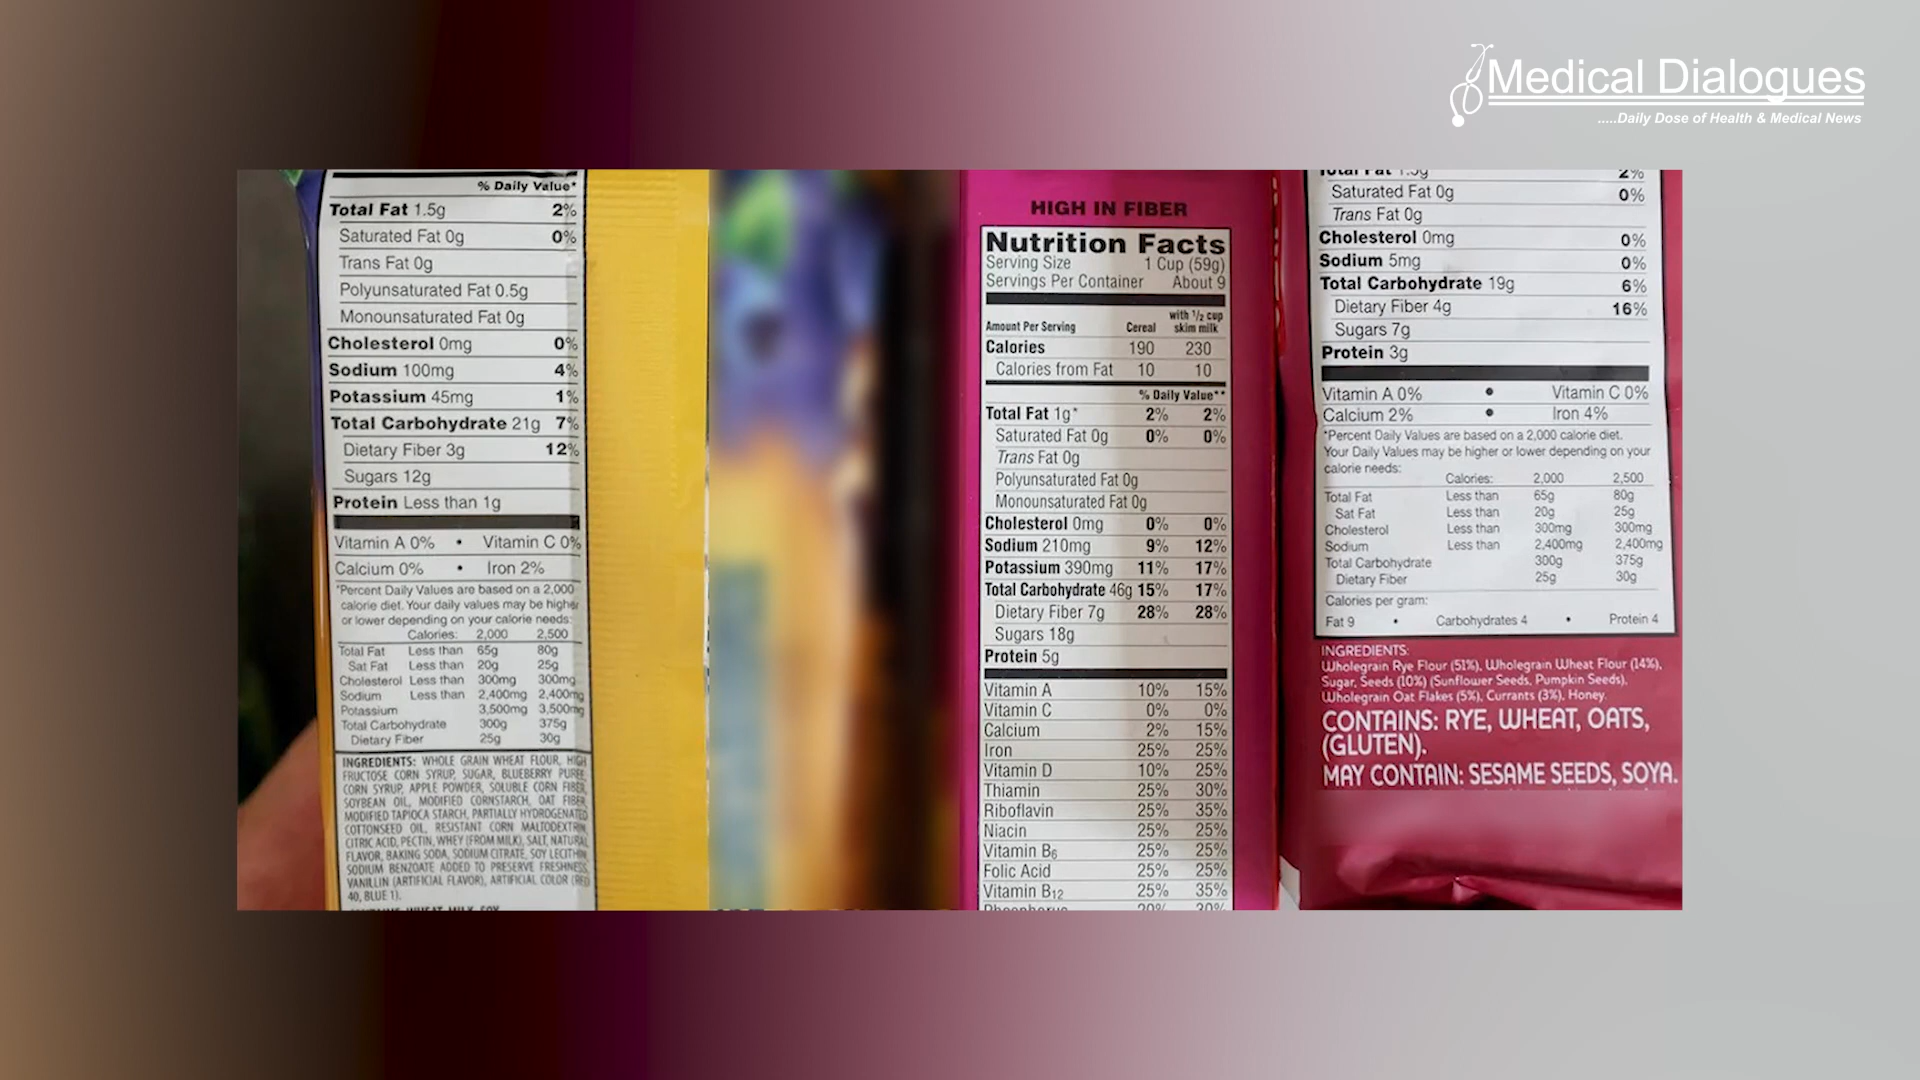 Medical Dialogues
.....Daily Dose of Health & Medical News
% Daily Value*
Total Fat 1.5g 2%
Saturated Fat 0g 0%
Trans Fat 0g
Polyunsaturated Fat 0.5g
Monounsaturated Fat 0g
Cholesterol 0mg 0%
Sodium 100mg 4%
Potassium 45mg 1%
Total Carbohydrate 21g 7%
Dietary Fiber 3g 12%
Sugars 12g
Protein Less than 1g
Vitamin A 0% • Vitamin C 0%
Calcium 0% • Iron 2%
*Percent Daily Values are based on a 2,000
calorie diet. Your daily values may be higher
or lower depending on your calorie needs:
Calories: 2,000 2,500
Total Fat Less than 65g 80g
Sat Fat Less than 20g 25g
Cholesterol Less than 300mg 300mg
Sodium Less than 2,400mg 2,400mg
Potassium 3,500mg 3,500mg
Total Carbohydrate 300g 375g
Dietary Fiber 25g 30g
INGREDIENTS: WHOLE GRAIN WHEAT FLOUR, HIGH
FRUCTOSE CORN SYRUP, SUGAR, BLUEBERRY PUREE,
CORN SYRUP, APPLE POWDER, SOLUBLE CORN FIBER,
SOYBEAN OIL, MODIFIED CORNSTARCH, OAT FIBER,
MODIFIED TAPIOCA STARCH, PARTIALLY HYDROGENATED
COTTONSEED OIL, RESISTANT CORN MALTODEXTRIN,
CITRIC ACID, PECTIN, WHEY (FROM MILK), SALT, NATURAL
FLAVOR, BAKING SODA, SODIUM CITRATE, SOY LECITHIN,
SODIUM BENZOATE ADDED TO PRESERVE FRESHNESS,
VANILLIN (ARTIFICIAL FLAVOR), ARTIFICIAL COLOR (RED
40, BLUE 1).
HIGH IN FIBER
Nutrition Facts
Serving Size 1 Cup (59g)
Servings Per Container About 9
Amount Per Serving Cereal with 1/2 cup skim milk
Calories 190 230
Calories from Fat 10 10
% Daily Value**
Total Fat 1g* 2% 2%
Saturated Fat 0g 0% 0%
Trans Fat 0g
Polyunsaturated Fat 0g
Monounsaturated Fat 0g
Cholesterol 0mg 0% 0%
Sodium 210mg 9% 12%
Potassium 390mg 11% 17%
Total Carbohydrate 46g 15% 17%
Dietary Fiber 7g 28% 28%
Sugars 18g
Protein 5g
Vitamin A 10% 15%
Vitamin C 0% 0%
Calcium 2% 15%
Iron 25% 25%
Vitamin D 10% 25%
Thiamin 25% 30%
Riboflavin 25% 35%
Niacin 25% 25%
Vitamin B6 25% 25%
Folic Acid 25% 25%
Vitamin B12 25% 35%
Phosphorus 20% 30%
Total Fat 1.5g 2%
Saturated Fat 0g 0%
Trans Fat 0g
Cholesterol 0mg 0%
Sodium 5mg 0%
Total Carbohydrate 19g 6%
Dietary Fiber 4g 16%
Sugars 7g
Protein 3g
Vitamin A 0% • Vitamin C 0%
Calcium 2% • Iron 4%
*Percent Daily Values are based on a 2,000 calorie diet.
Your Daily Values may be higher or lower depending on your
calorie needs:
Calories: 2,000 2,500
Total Fat Less than 65g 80g
Sat Fat Less than 20g 25g
Cholesterol Less than 300mg 300mg
Sodium Less than 2,400mg 2,400mg
Total Carbohydrate 300g 375g
Dietary Fiber 25g 30g
Calories per gram:
Fat 9 • Carbohydrates 4 • Protein 4
INGREDIENTS:
Wholegrain Rye Flour (51%), Wholegrain Wheat Flour (14%),
Sugar, Seeds (10%) (Sunflower Seeds, Pumpkin Seeds),
Wholegrain Oat Flakes (5%), Currants (3%), Honey.
CONTAINS: RYE, WHEAT, OATS,
(GLUTEN).
MAY CONTAIN: SESAME SEEDS, SOYA.